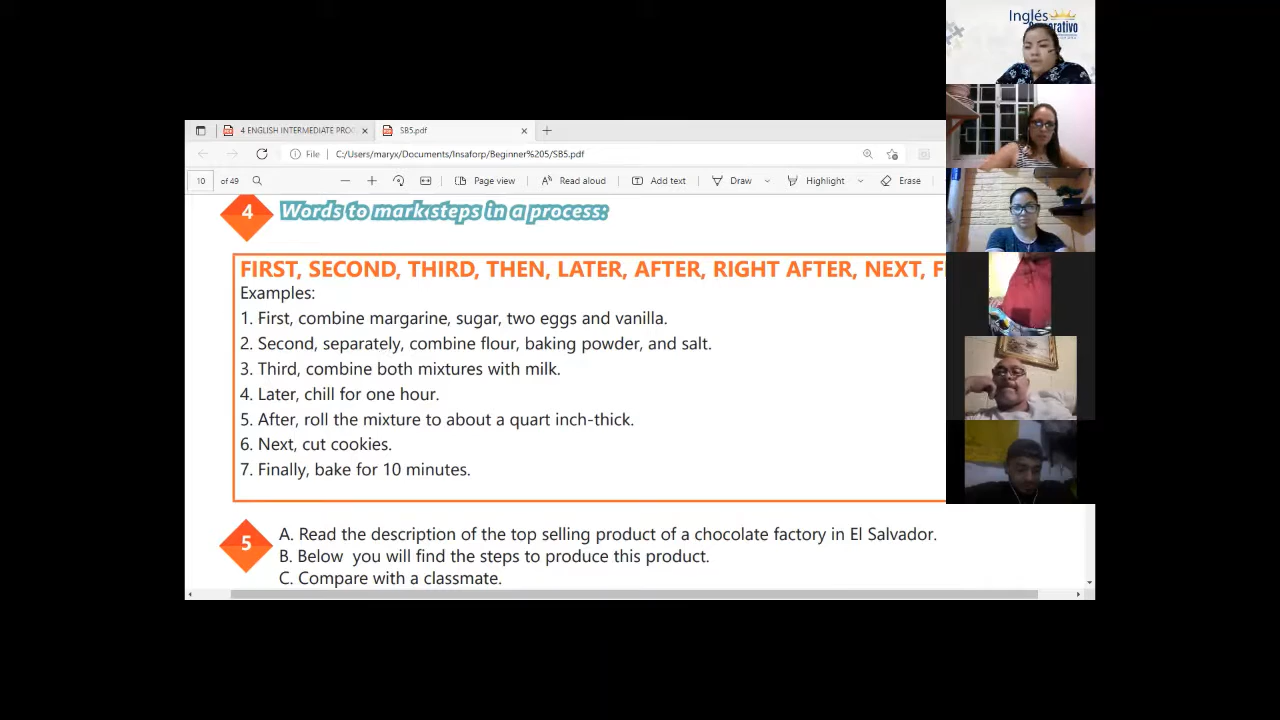 Inglés
Corporativo
4 ENGLISH INTERMEDIATE PROG
SB5.pdf
File
C:/Users/maryx/Documents/Insaforp/Beginner%205/SB5.pdf
10 of 49
Page view
Read aloud
Add text
Draw
Highlight
Erase
4 Words to mark steps in a process:
FIRST, SECOND, THIRD, THEN, LATER, AFTER, RIGHT AFTER, NEXT, F
Examples:
1. First, combine margarine, sugar, two eggs and vanilla.
2. Second, separately, combine flour, baking powder, and salt.
3. Third, combine both mixtures with milk.
4. Later, chill for one hour.
5. After, roll the mixture to about a quart inch-thick.
6. Next, cut cookies.
7. Finally, bake for 10 minutes.
5
A. Read the description of the top selling product of a chocolate factory in El Salvador.
B. Below you will find the steps to produce this product.
C. Compare with a classmate.